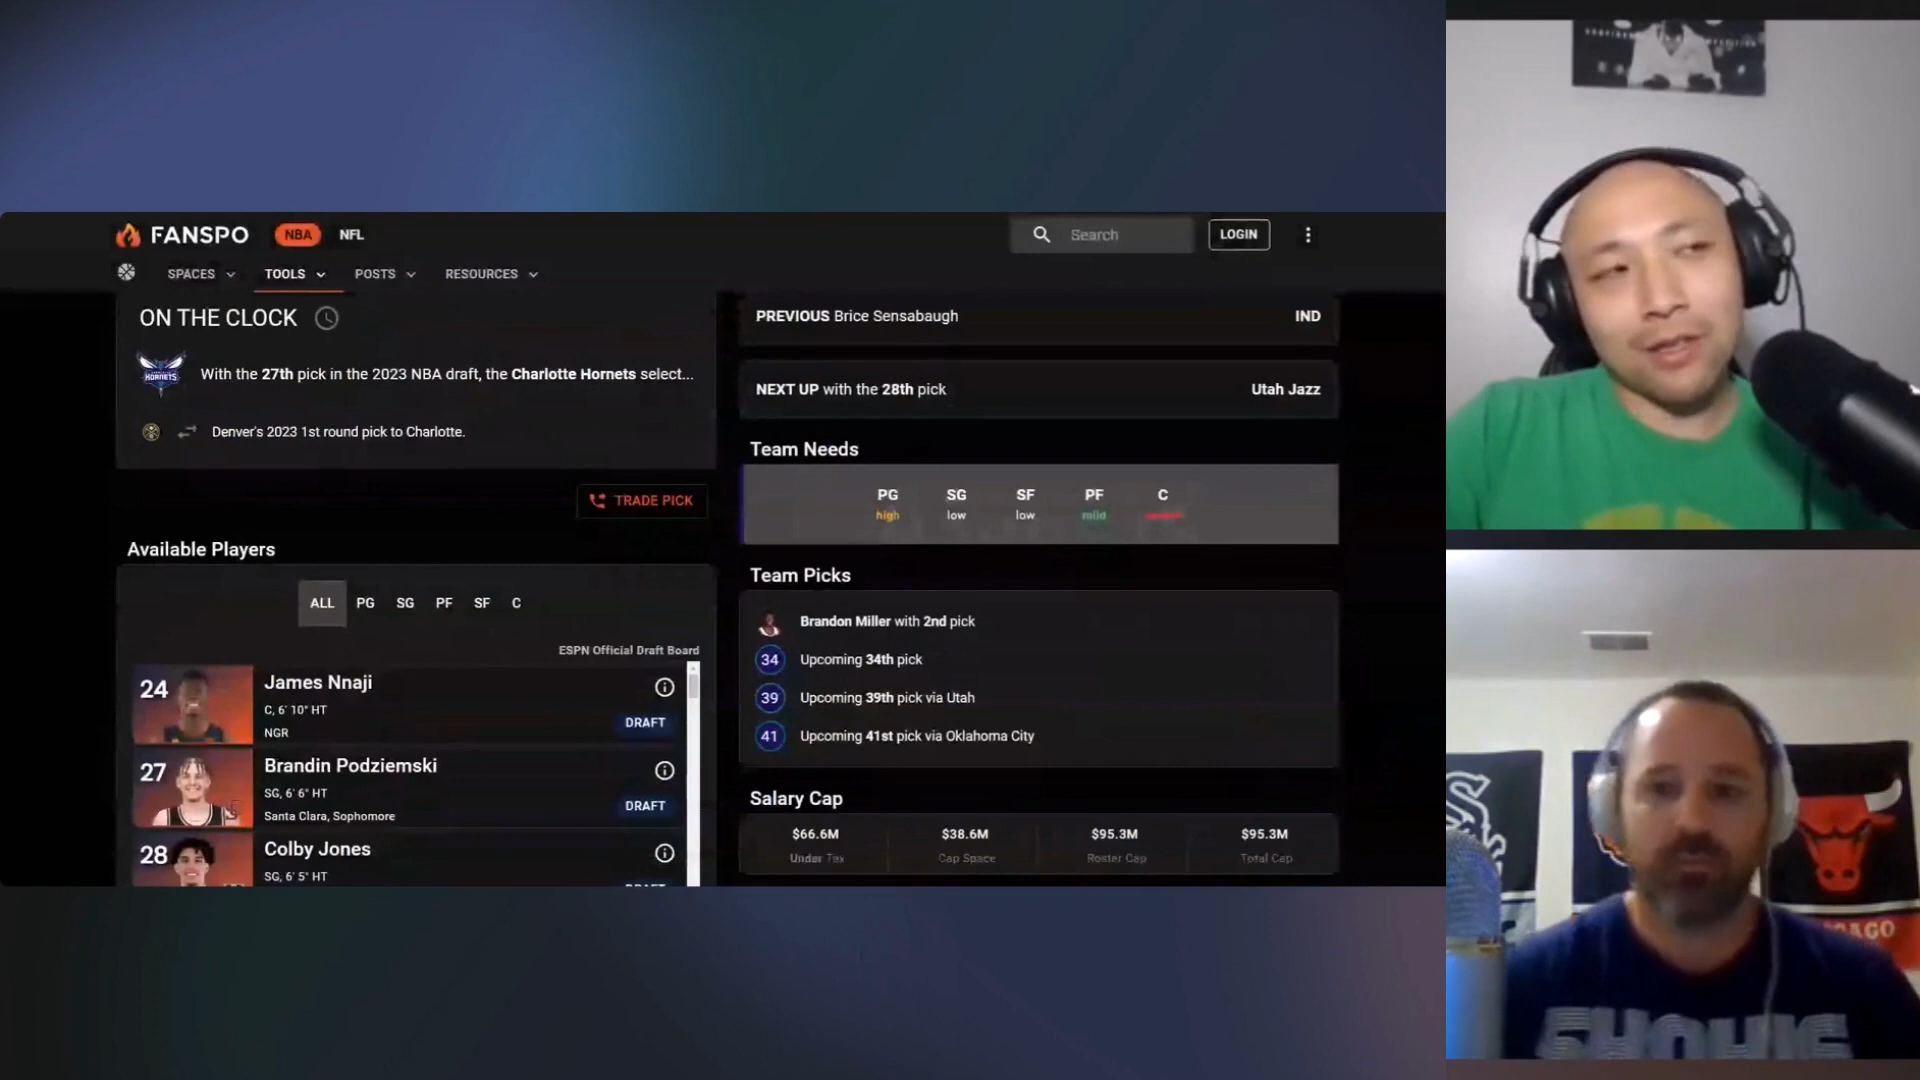 FANSPO
NBA
NFL
Search
LOGIN
SPACES
TOOLS
POSTS
RESOURCES
ON THE CLOCK
With the 27th pick in the 2023 NBA draft, the Charlotte Hornets select...
HORNETS
Denver's 2023 1st round pick to Charlotte.
TRADE PICK
Available Players
ALL
PG
SG
PF
SF
C
ESPN Official Draft Board
24
James Nnaji
C, 6' 10" HT
NGR
DRAFT
27
Brandin Podziemski
SG, 6' 6" HT
Santa Clara, Sophomore
DRAFT
28
Colby Jones
SG, 6' 5" HT
DRAFT
PREVIOUS Brice Sensabaugh
IND
NEXT UP with the 28th pick
Utah Jazz
Team Needs
PG
SG
SF
PF
C
high
low
low
mild
Team Picks
Brandon Miller with 2nd pick
34
Upcoming 34th pick
39
Upcoming 39th pick via Utah
41
Upcoming 41st pick via Oklahoma City
Salary Cap
$66.6M
$38.6M
$95.3M
$95.3M
Under Tax
Cap Space
Roster Cap
Total Cap